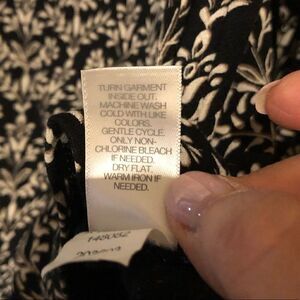 TURN GARMENT
INSIDE OUT.
MACHINE WASH
COLD WITH LIKE
COLORS.
GENTLE CYCLE.
ONLY NON-
CHLORINE BLEACH
IF NEEDED.
DRY FLAT.
WARM IRON IF
NEEDED.